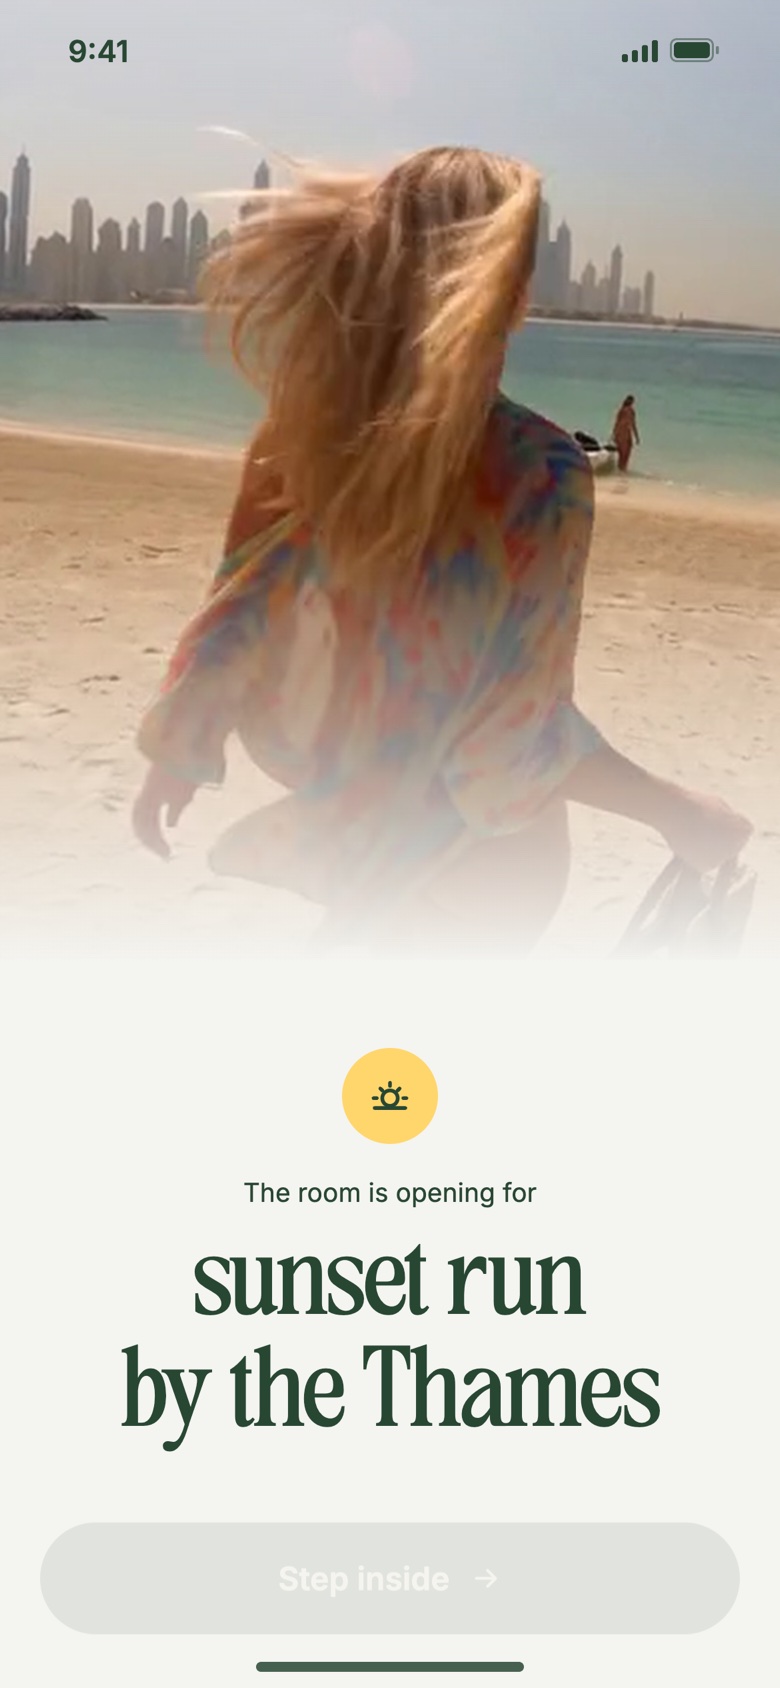 9:41
The room is opening for
sunset run
by the Thames
Step inside →